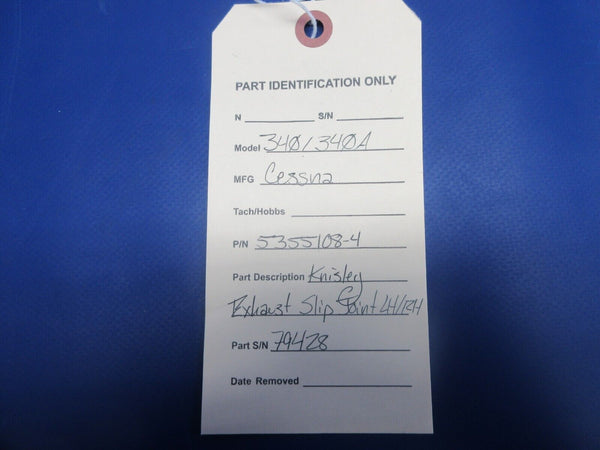 PART IDENTIFICATION ONLY
N S/N
Model 340/340A
MFG Cessna
Tach/Hobbs
P/N 5355108-4
Part Description Knisley
Exhaust Slip Joint LH/RH
Part S/N 79428
Date Removed